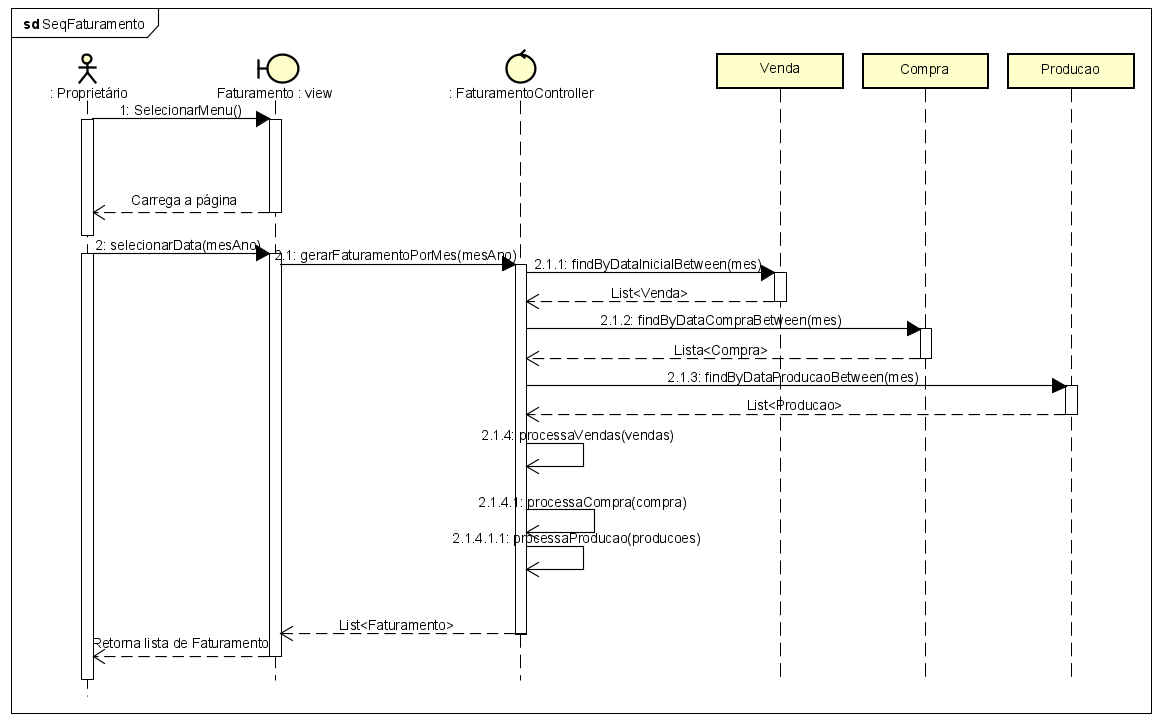 sd SeqFaturamento
Venda
Compra
Producao
: Proprietário
Faturamento : view
: FaturamentoController
1: SelecionarMenu()
Carrega a página
2: selecionarData(mesAno)
2.1: gerarFaturamentoPorMes(mesAno)
2.1.1: findByDataInicialBetween(mes)
List<Venda>
2.1.2: findByDataCompraBetween(mes)
Lista<Compra>
2.1.3: findByDataProducaoBetween(mes)
List<Producao>
2.1.4: processaVendas(vendas)
2.1.4.1: processaCompra(compra)
2.1.4.1.1: processaProducao(producoes)
List<Faturamento>
Retorna lista de Faturamento